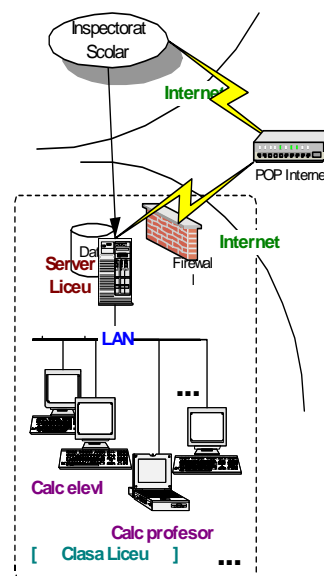 Inspectorat
Scolar
Internet
POP Interne
Internet
Dat
Server
Liceu
Firewal
l
LAN
...
Calc elevI
Calc profesor
[ Clasa Liceu ] ...